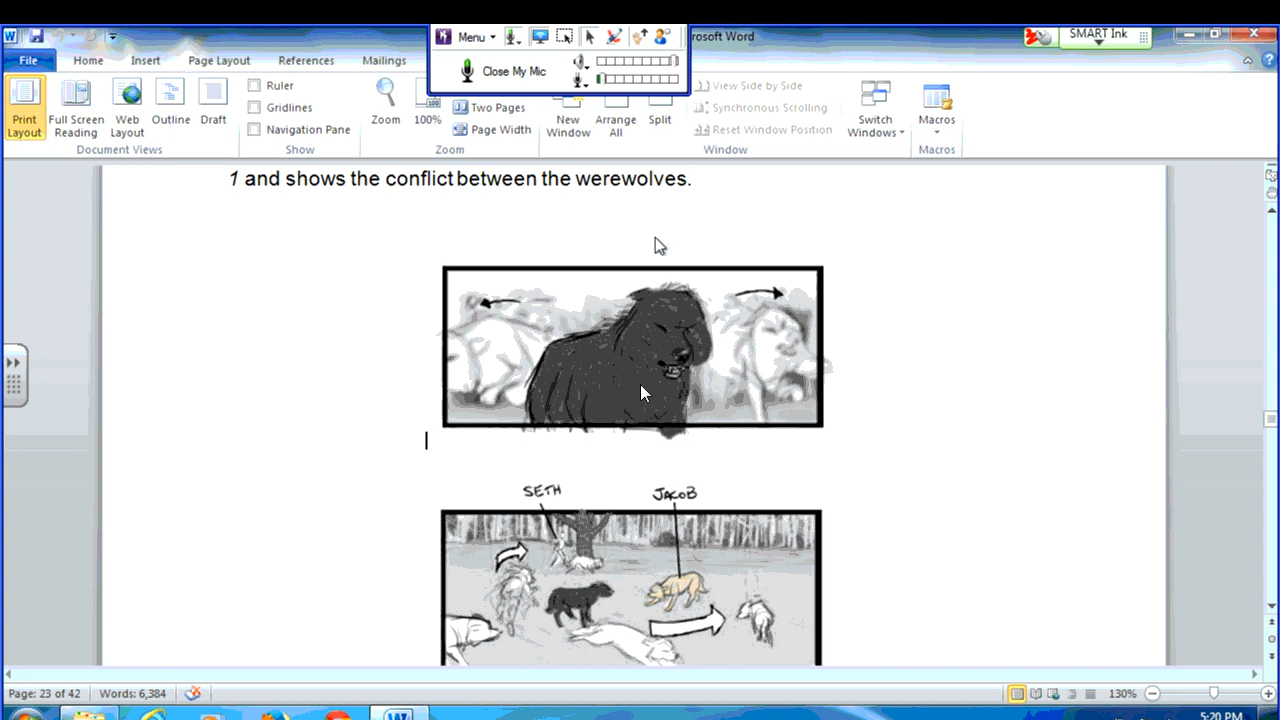 Menu
rosoft Word
SMART Ink
File Home Insert Page Layout References Mailings
Close My Mic
Print Layout
Full Screen Reading
Web Layout
Outline
Draft
Document Views
Ruler
Gridlines
Navigation Pane
Show
Zoom
100%
Two Pages
Page Width
Zoom
New Window
Arrange All
Split
View Side by Side
Synchronous Scrolling
Reset Window Position
Window
Switch Windows
Macros
Macros
1 and shows the conflict between the werewolves.
SETH JACOB
Page: 23 of 42 Words: 6,384 130%
5:20 PM